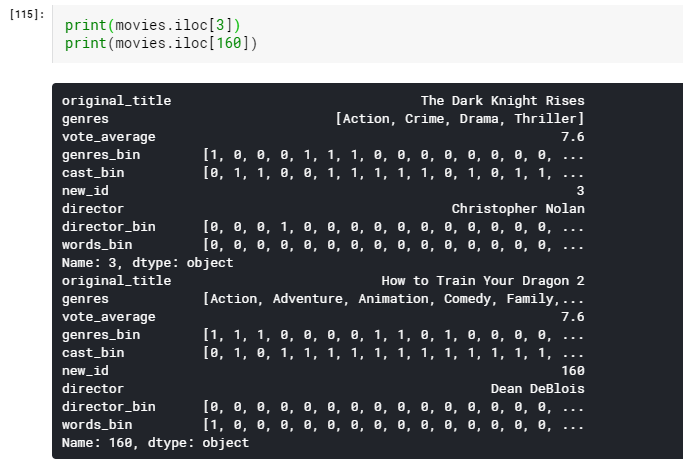 [115]:
print(movies.iloc[3])
print(movies.iloc[160])
original_title The Dark Knight Rises
genres [Action, Crime, Drama, Thriller]
vote_average 7.6
genres_bin [1, 0, 0, 0, 1, 1, 1, 0, 0, 0, 0, 0, 0, 0, 0, ...
cast_bin [0, 1, 1, 0, 0, 1, 1, 1, 1, 1, 0, 1, 0, 1, 1, ...
new_id 3
director Christopher Nolan
director_bin [0, 0, 0, 1, 0, 0, 0, 0, 0, 0, 0, 0, 0, 0, 0, ...
words_bin [0, 0, 0, 0, 0, 0, 0, 0, 0, 0, 0, 0, 0, 0, 0, ...
Name: 3, dtype: object
original_title How to Train Your Dragon 2
genres [Action, Adventure, Animation, Comedy, Family,...
vote_average 7.6
genres_bin [1, 1, 1, 0, 0, 0, 0, 1, 1, 0, 1, 0, 0, 0, 0, ...
cast_bin [0, 1, 0, 1, 1, 1, 1, 1, 1, 1, 1, 1, 1, 1, 1, ...
new_id 160
director Dean DeBlois
director_bin [0, 0, 0, 0, 0, 0, 0, 0, 0, 0, 0, 0, 0, 0, 0, ...
words_bin [1, 0, 0, 0, 0, 0, 0, 0, 0, 0, 0, 0, 0, 0, 0, ...
Name: 160, dtype: object